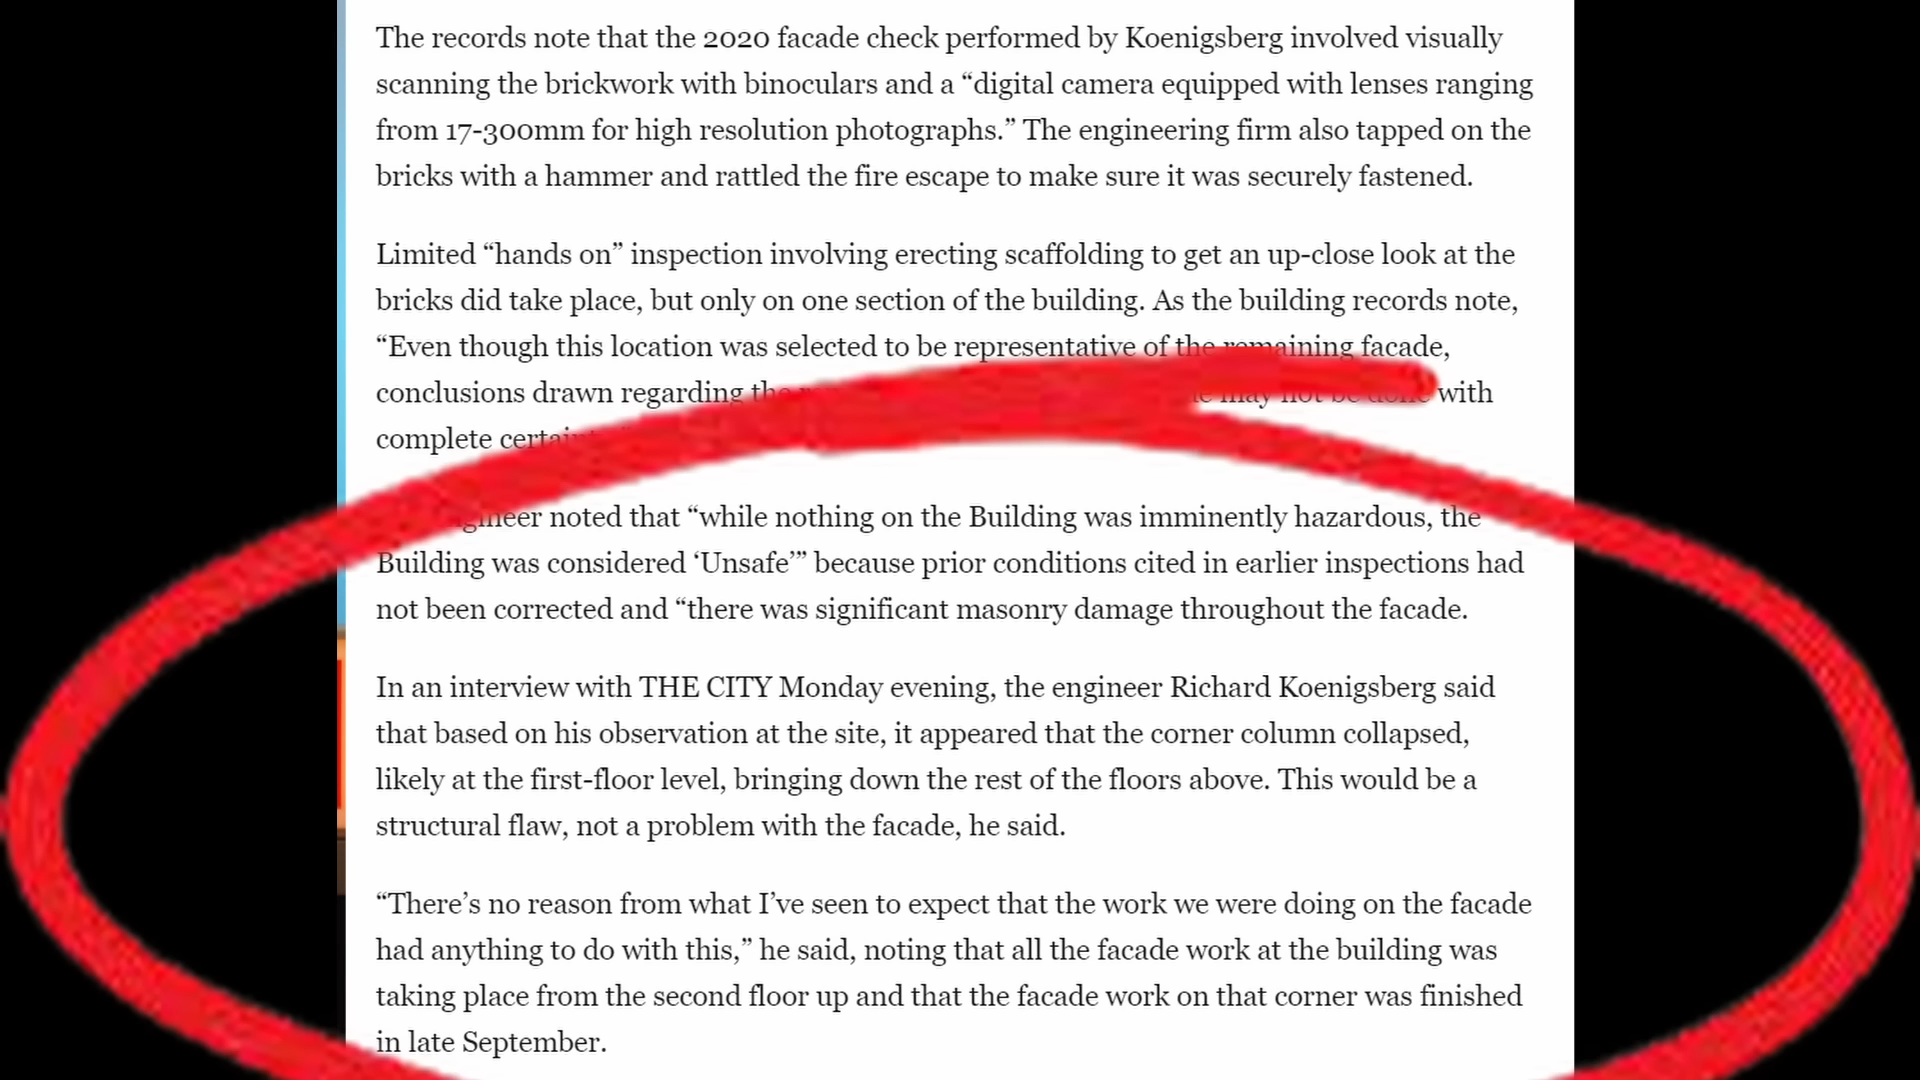 The records note that the 2020 facade check performed by Koenigsberg involved visually
scanning the brickwork with binoculars and a “digital camera equipped with lenses ranging
from 17-300mm for high resolution photographs.” The engineering firm also tapped on the
bricks with a hammer and rattled the fire escape to make sure it was securely fastened.
Limited “hands on” inspection involving erecting scaffolding to get an up-close look at the
bricks did take place, but only on one section of the building. As the building records note,
“Even though this location was selected to be representative of the remaining facade,
conclusions drawn regarding the may not be done with
complete
noted that “while nothing on the Building was imminently hazardous, the
Building was considered ‘Unsafe’” because prior conditions cited in earlier inspections had
not been corrected and “there was significant masonry damage throughout the facade.
In an interview with THE CITY Monday evening, the engineer Richard Koenigsberg said
that based on his observation at the site, it appeared that the corner column collapsed,
likely at the first-floor level, bringing down the rest of the floors above. This would be a
structural flaw, not a problem with the facade, he said.
“There’s no reason from what I’ve seen to expect that the work we were doing on the facade
had anything to do with this,” he said, noting that all the facade work at the building was
taking place from the second floor up and that the facade work on that corner was finished
in late September.